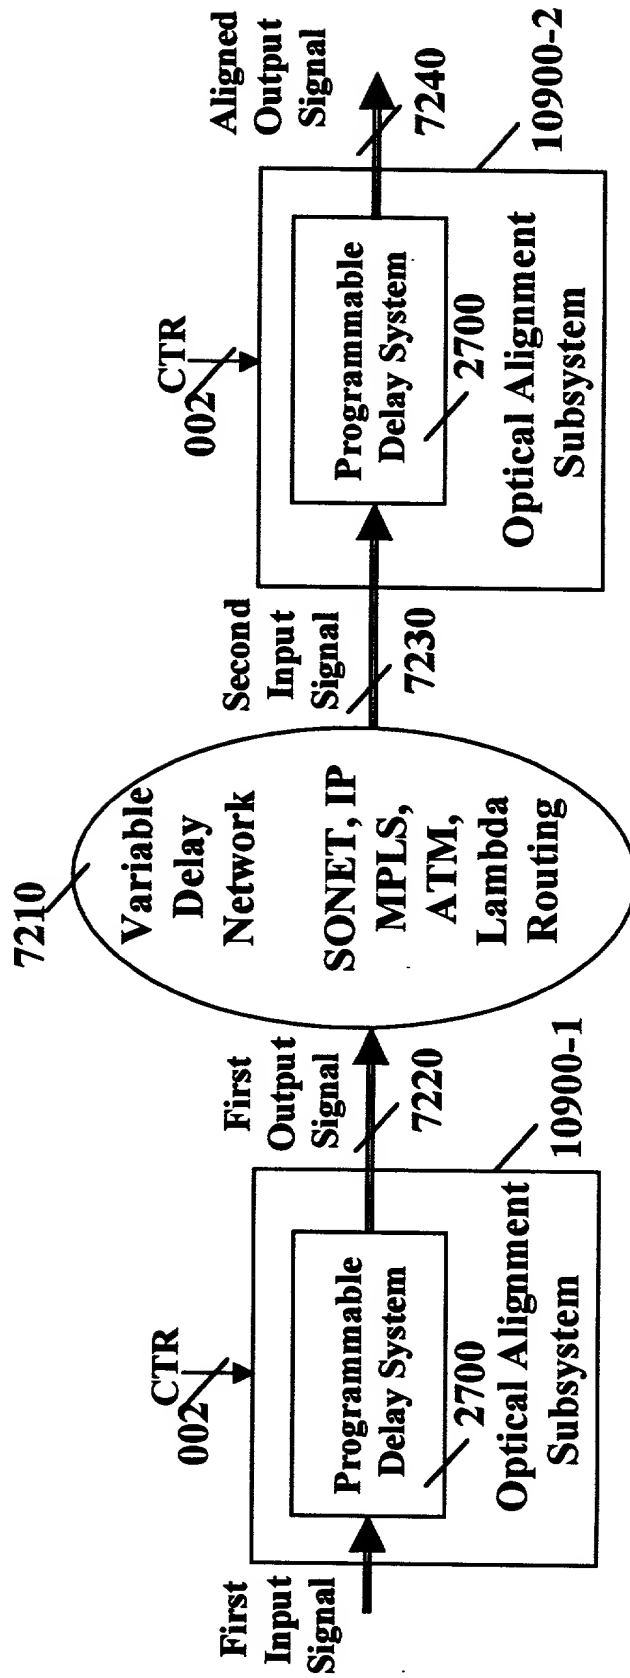 First
Input
Signal
CTR
002
Programmable
Delay System
2700
Optical Alignment
Subsystem
10900-1
First
Output
Signal
7220
7210
Variable
Delay
Network
SONET, IP
MPLS,
ATM,
Lambda
Routing
Second
Input
Signal
7230
CTR
002
Programmable
Delay System
2700
Optical Alignment
Subsystem
10900-2
Aligned
Output
Signal
7240